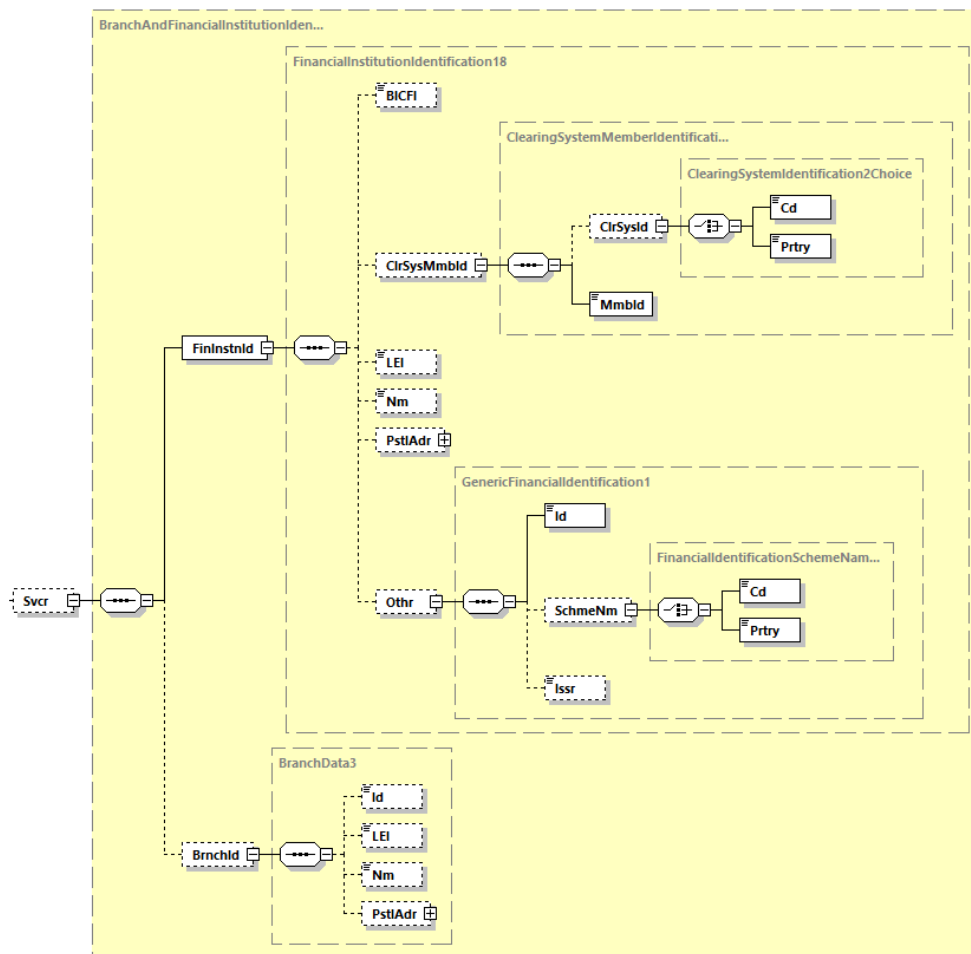 BranchAndFinancialInstitutionIden...
FinancialInstitutionIdentification18
BICFI
ClearingSystemMemberIdentificati...
ClearingSystemIdentification2Choice
Cd
ClrSysId
Prtry
ClrSysMmbId
MmbId
FinInstnId
LEI
Nm
PstlAdr
GenericFinancialIdentification1
Id
FinancialIdentificationSchemeNam...
Cd
Svcr
Othr
SchmeNm
Prtry
Issr
BranchData3
Id
LEI
BrnchId
Nm
PstlAdr